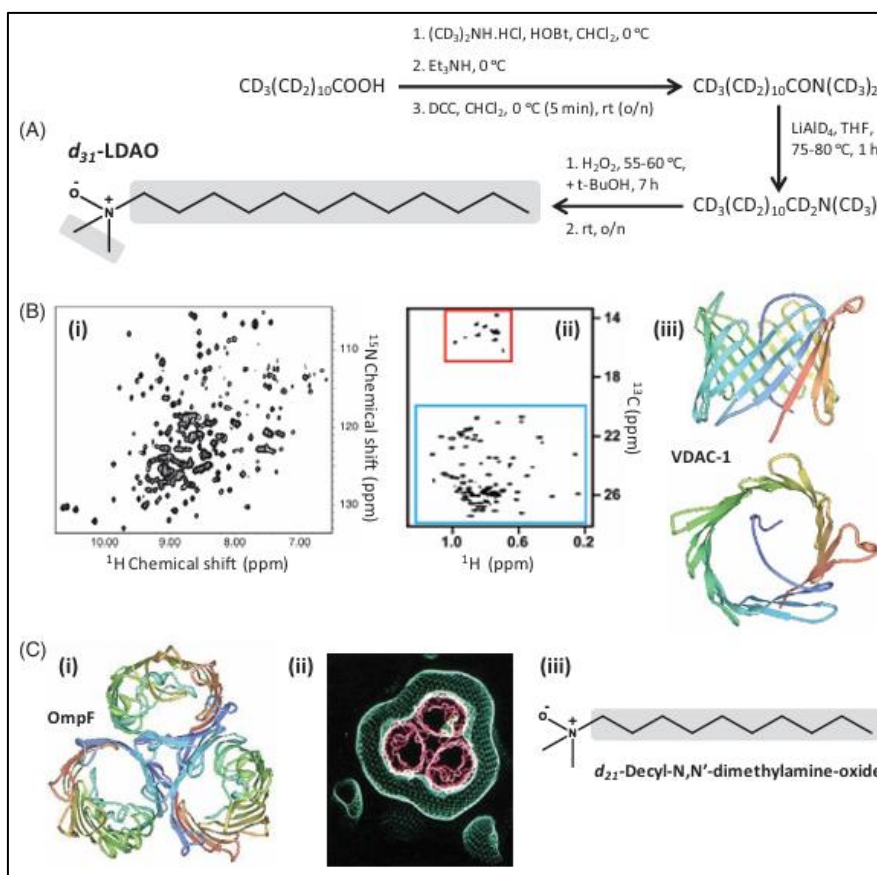 1. (CD3)2NH.HCl, HOBt, CHCl2, 0 ºC
CD3(CD2)10COOH
2. Et3NH, 0 ºC
CD3(CD2)10CON(CD3)2
3. DCC, CHCl2, 0 ºC (5 min), rt (o/n)
(A)
d31-LDAO
LiAlD4, THF,
75-80 ºC, 1 h
1. H2O2, 55-60 ºC,
+ t-BuOH, 7 h
O -
N +
CD3(CD2)10CD2N(CD3)
2. rt, o/n
(B)
(i)
110
120
130
15N Chemical shift (ppm)
10.00 9.00 8.00 7.00
1H Chemical shift (ppm)
(ii)
14
18
22
26
13C (ppm)
1.0 0.6 0.2
1H (ppm)
(iii)
VDAC-1
(C)
(i)
OmpF
(ii)
(iii)
O -
N +
d21-Decyl-N,N'-dimethylamine-oxide